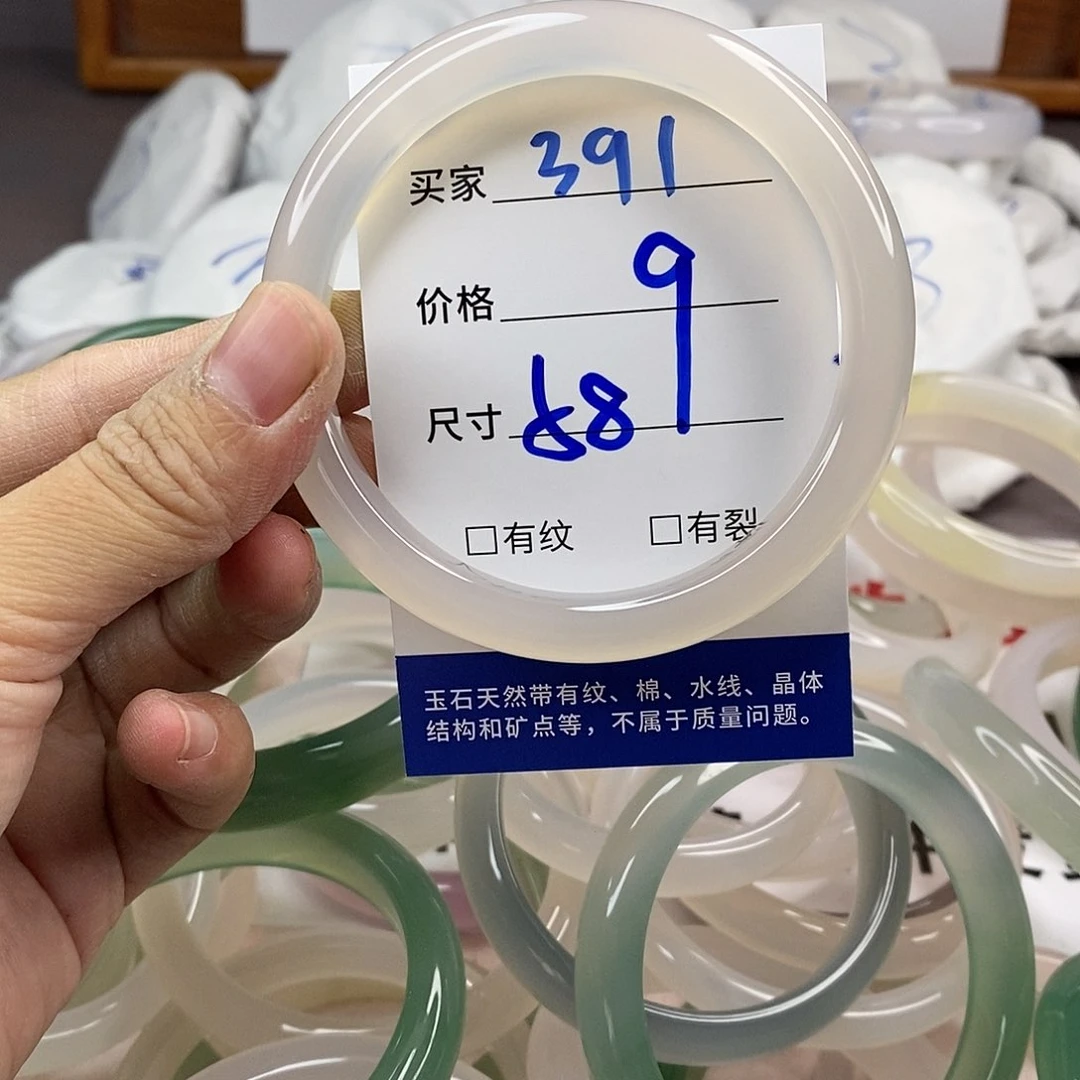 买家 391
价格 9
尺寸 68
□有纹 □有裂
玉石天然带有纹、棉、水线、晶体
结构和矿点等，不属于质量问题。